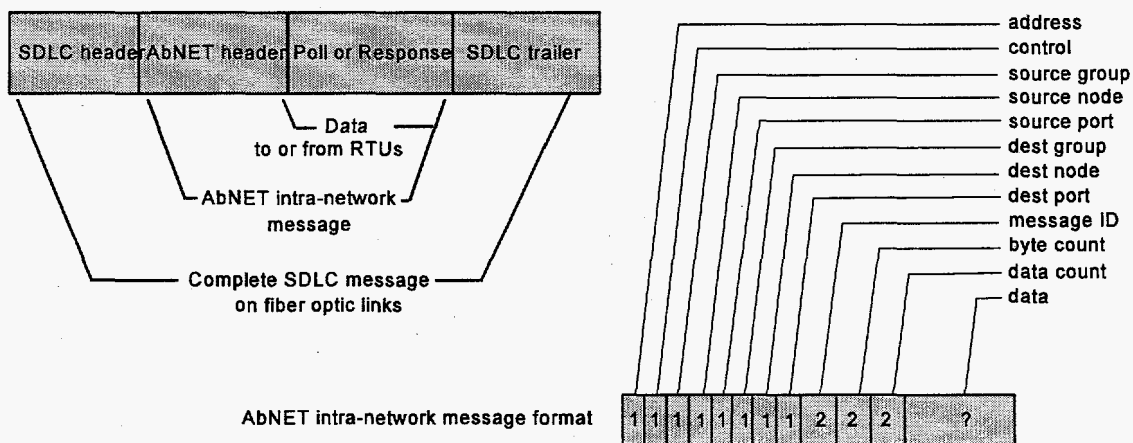 SDLC header AbNET header Poll or Response SDLC trailer
Data
to or from RTUs
AbNET intra-network
message
Complete SDLC message
on fiber optic links
address
control
source group
source node
source port
dest group
dest node
dest port
message ID
byte count
data count
data
AbNET intra-network message format 1 1 1 1 1 1 1 1 2 2 2 ?